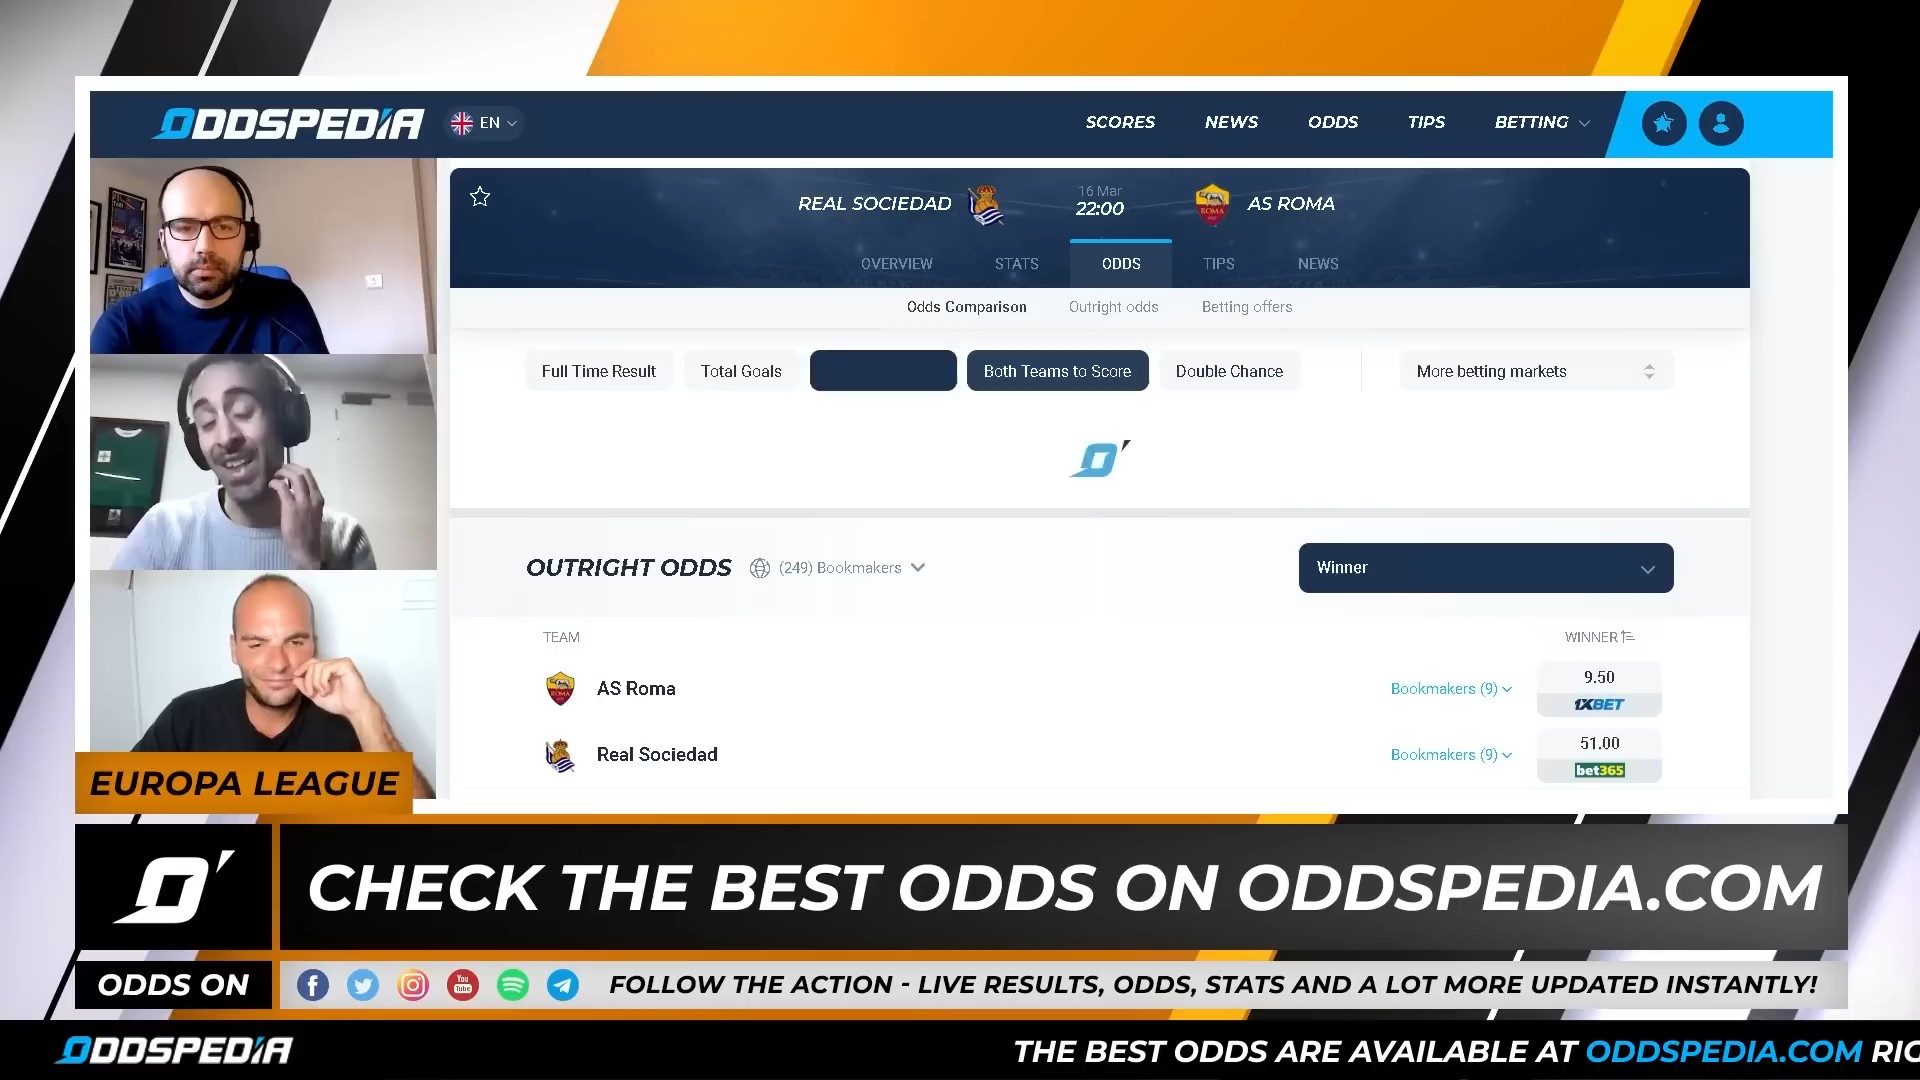 ODDSPEDIA
EN
SCORES
NEWS
ODDS
TIPS
BETTING
REAL SOCIEDAD
16 Mar
22:00
ROMA
AS ROMA
OVERVIEW
STATS
ODDS
TIPS
NEWS
Odds Comparison
Outright odds
Betting offers
Full Time Result
Total Goals
Both Teams to Score
Double Chance
More betting markets
OUTRIGHT ODDS
(249) Bookmakers
Winner
TEAM
WINNER
AS Roma
Bookmakers (9)
9.50
1XBET
Real Sociedad
Bookmakers (9)
51.00
bet365
EUROPA LEAGUE
CHECK THE BEST ODDS ON ODDSPEDIA.COM
ODDS ON
You Tube
FOLLOW THE ACTION - LIVE RESULTS, ODDS, STATS AND A LOT MORE UPDATED INSTANTLY!
ODDSPEDIA
THE BEST ODDS ARE AVAILABLE AT ODDSPEDIA.COM RIG